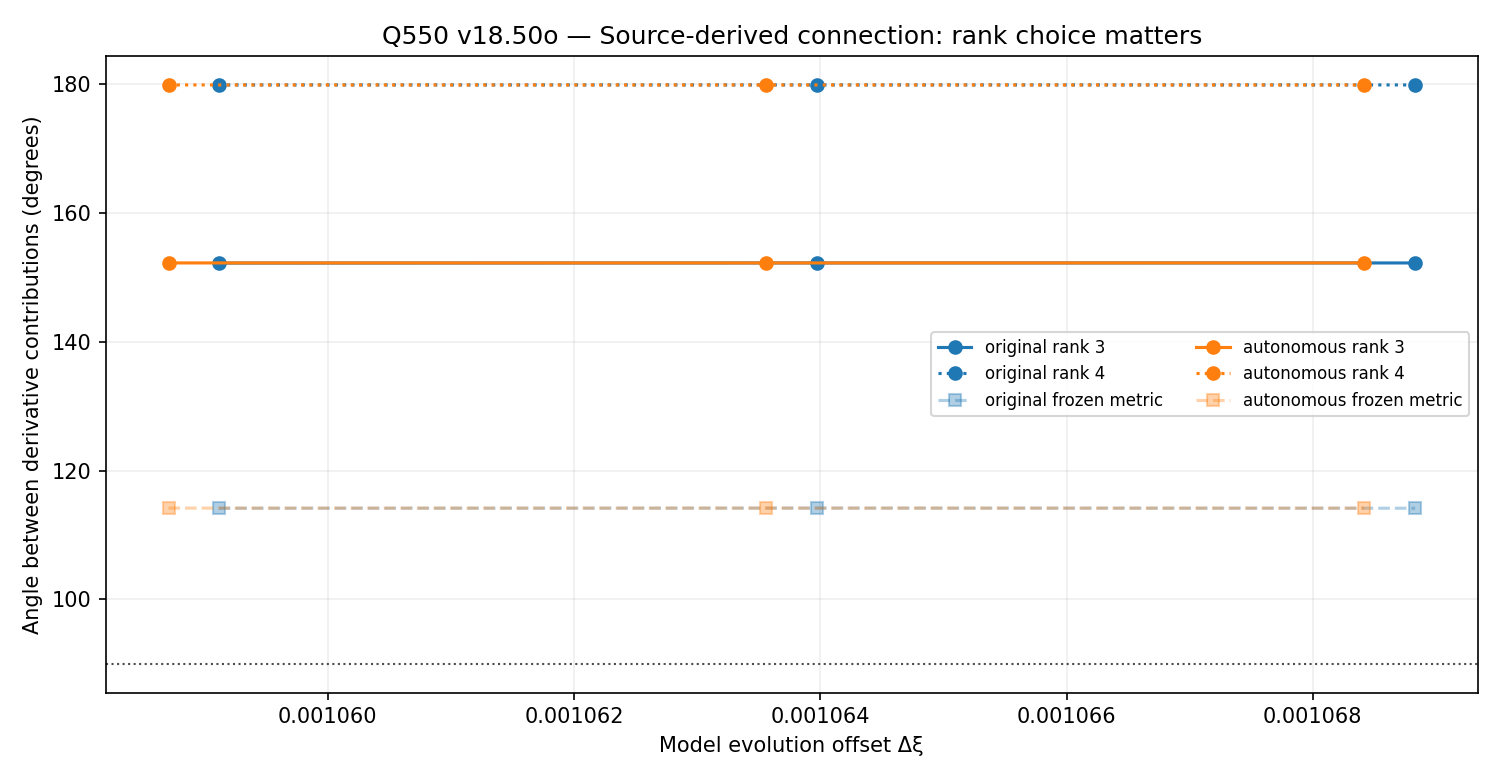 Q550 v18.50o — Source-derived connection: rank choice matters
Angle between derivative contributions (degrees)
180
160
140
120
100
original rank 3
original rank 4
original frozen metric
autonomous rank 3
autonomous rank 4
autonomous frozen metric
0.001060 0.001062 0.001064 0.001066 0.001068
Model evolution offset Δξ